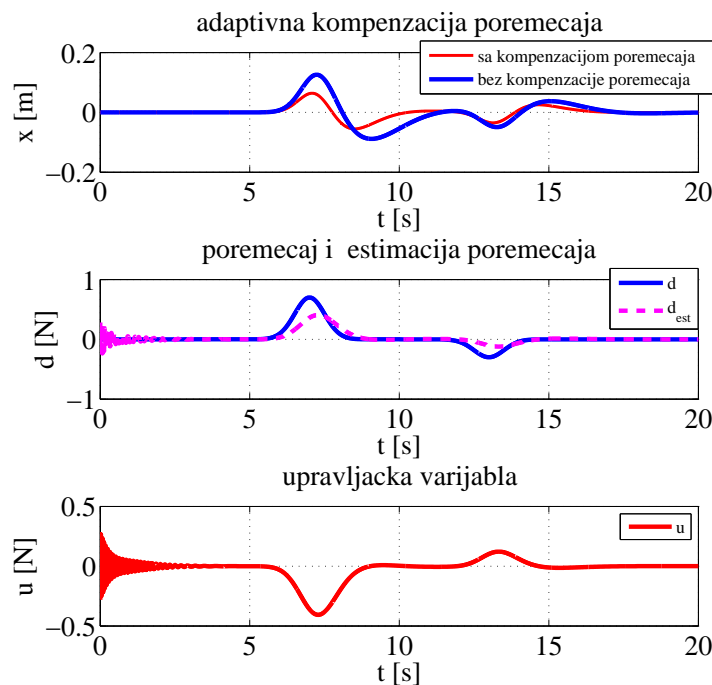 adaptivna kompenzacija poremecaja
sa kompenzacijom poremecaja
bez kompenzacije poremecaja
x [m]
0.2
0
−0.2
0 5 10 15 20
t [s]
poremecaj i estimacija poremecaja
d
d_est
d [N]
1
0
−1
0 5 10 15 20
t [s]
upravljacka varijabla
u
u [N]
0.5
0
−0.5
0 5 10 15 20
t [s]